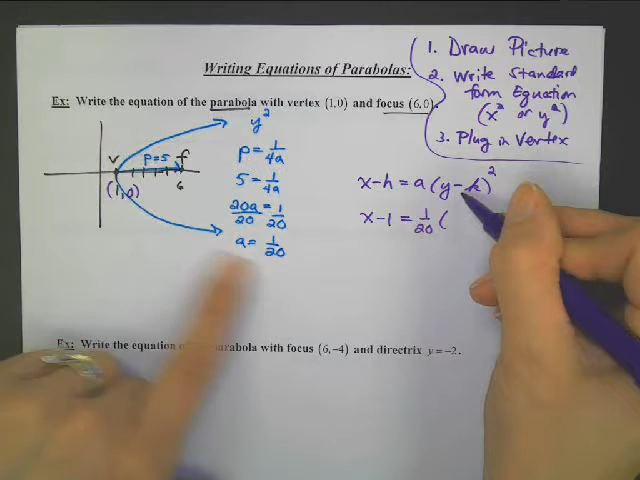 Writing Equations of Parabolas:
1. Draw Picture
2. Write Standard
form Equation
(x² or y²)
3. Plug in Vertex
Ex: Write the equation of the parabola with vertex (1,0) and focus (6,0).
y²
V
P=5
f
(1,0)
6
P = 1/4a
5 = 1/4a
20a/20 = 1/20
a = 1/20
x-h = a(y-k)²
x-1 = 1/20 (
Ex: Write the equation of parabola with focus (6,−4) and directrix y = −2.